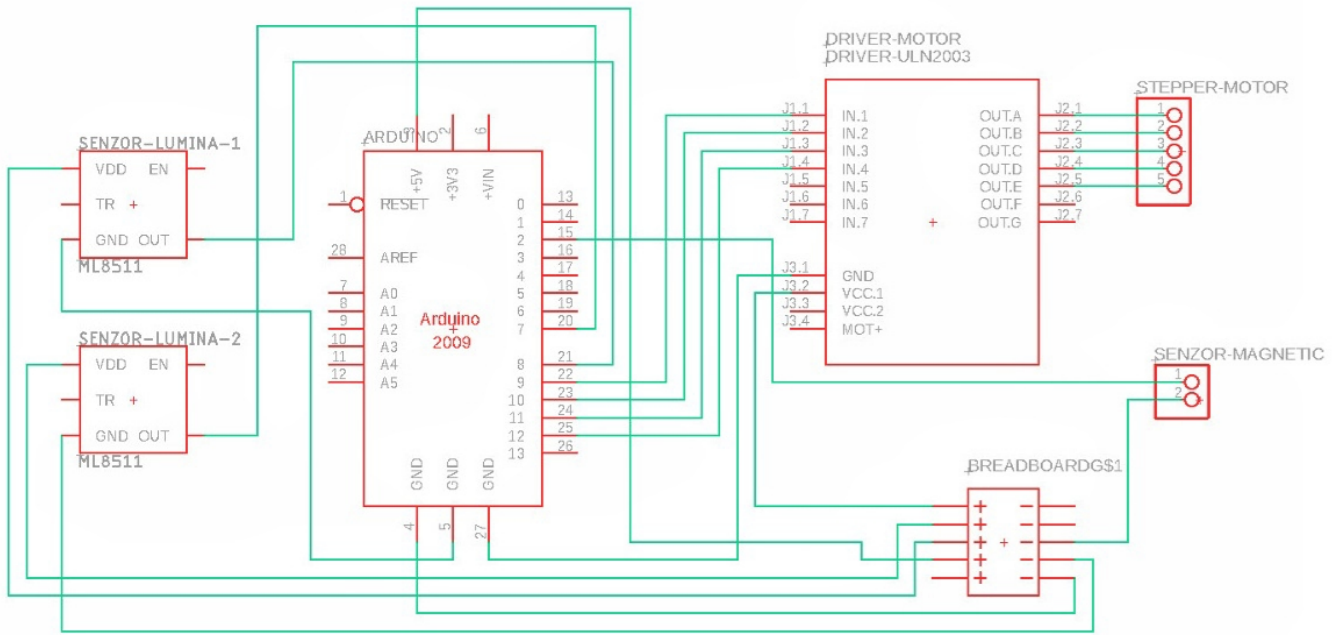 DRIVER-MOTOR
DRIVER-ULN2003
STEPPER-MOTOR
SENZOR-LUMINA-1
VDD EN
TR +
GND OUT
ML8511
SENZOR-LUMINA-2
VDD EN
TR +
GND OUT
ML8511
ARDUINO
3 2 6
+5V +3V3 +VIN
1 RESET
28 AREF
7 A0
8 A1
9 A2
10 A3
11 A4
12 A5
Arduino
2009
0 13
1 14
2 15
3 16
4 17
5 18
6 19
7 20
8 21
9 22
10 23
11 24
12 25
13 26
GND GND GND
4 5 27
J1.1 IN.1 OUT.A J2.1
J1.2 IN.2 OUT.B J2.2
J1.3 IN.3 OUT.C J2.3
J1.4 IN.4 OUT.D J2.4
J1.5 IN.5 OUT.E J2.5
J1.6 IN.6 OUT.F J2.6
J1.7 IN.7 OUT.G J2.7
J3.1 GND
J3.2 VCC.1
J3.3 VCC.2
J3.4 MOT+
1
2
3
4
5
SENZOR-MAGNETIC
1
2
BREADBOARDG$1
+ -
+ -
+ -
+ -
+ -